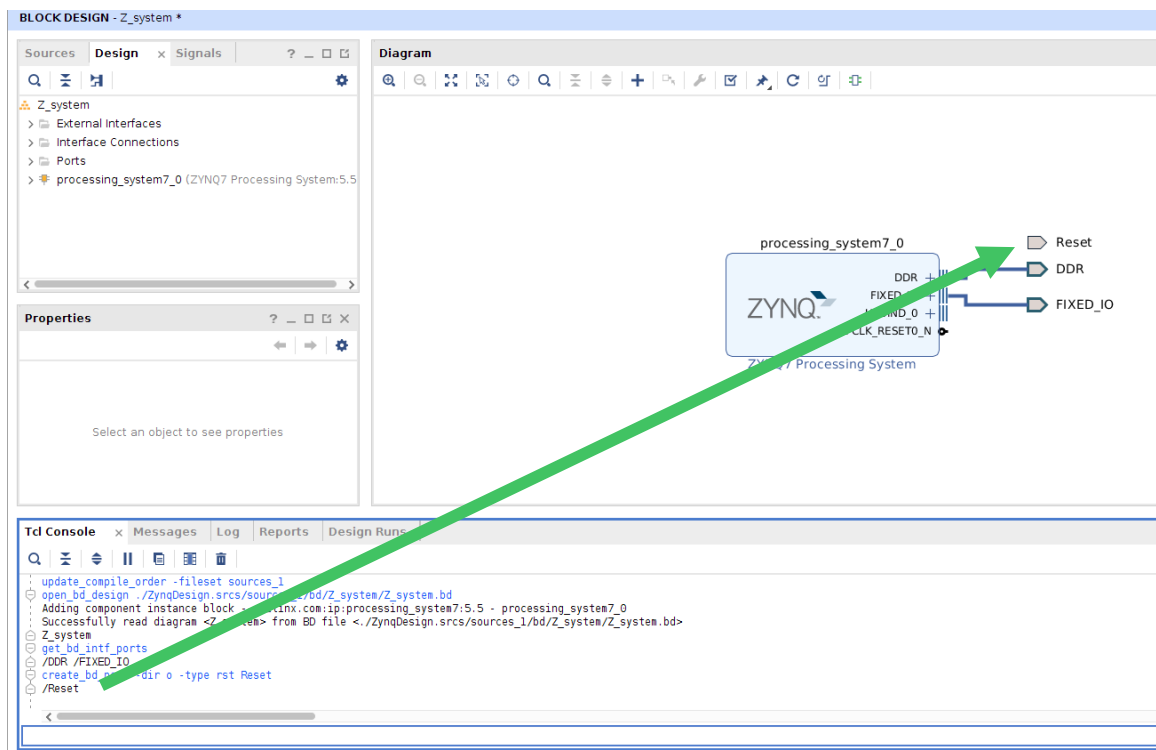 BLOCK DESIGN - Z_system *
Sources Design x Signals ? _
Z_system
External Interfaces
Interface Connections
Ports
processing_system7_0 (ZYNQ7 Processing System:5.5
Properties ? _
Select an object to see properties
Diagram
processing_system7_0
DDR
FIXED
ZYNQ
ND_0
CLK_RESET0_N
Processing System
Reset
DDR
FIXED_IO
Tcl Console x Messages Log Reports Design Runs
update_compile_order -fileset sources_1
open_bd_design ./ZynqDesign.srcs/sources_1/bd/Z_system/Z_system.bd
Adding component instance block -- xilinx.com:ip:processing_system7:5.5 - processing_system7_0
Successfully read diagram <Z_system> from BD file <./ZynqDesign.srcs/sources_1/bd/Z_system/Z_system.bd>
Z_system
get_bd_intf_ports
/DDR /FIXED_IO
create_bd_port -dir o -type rst Reset
/Reset